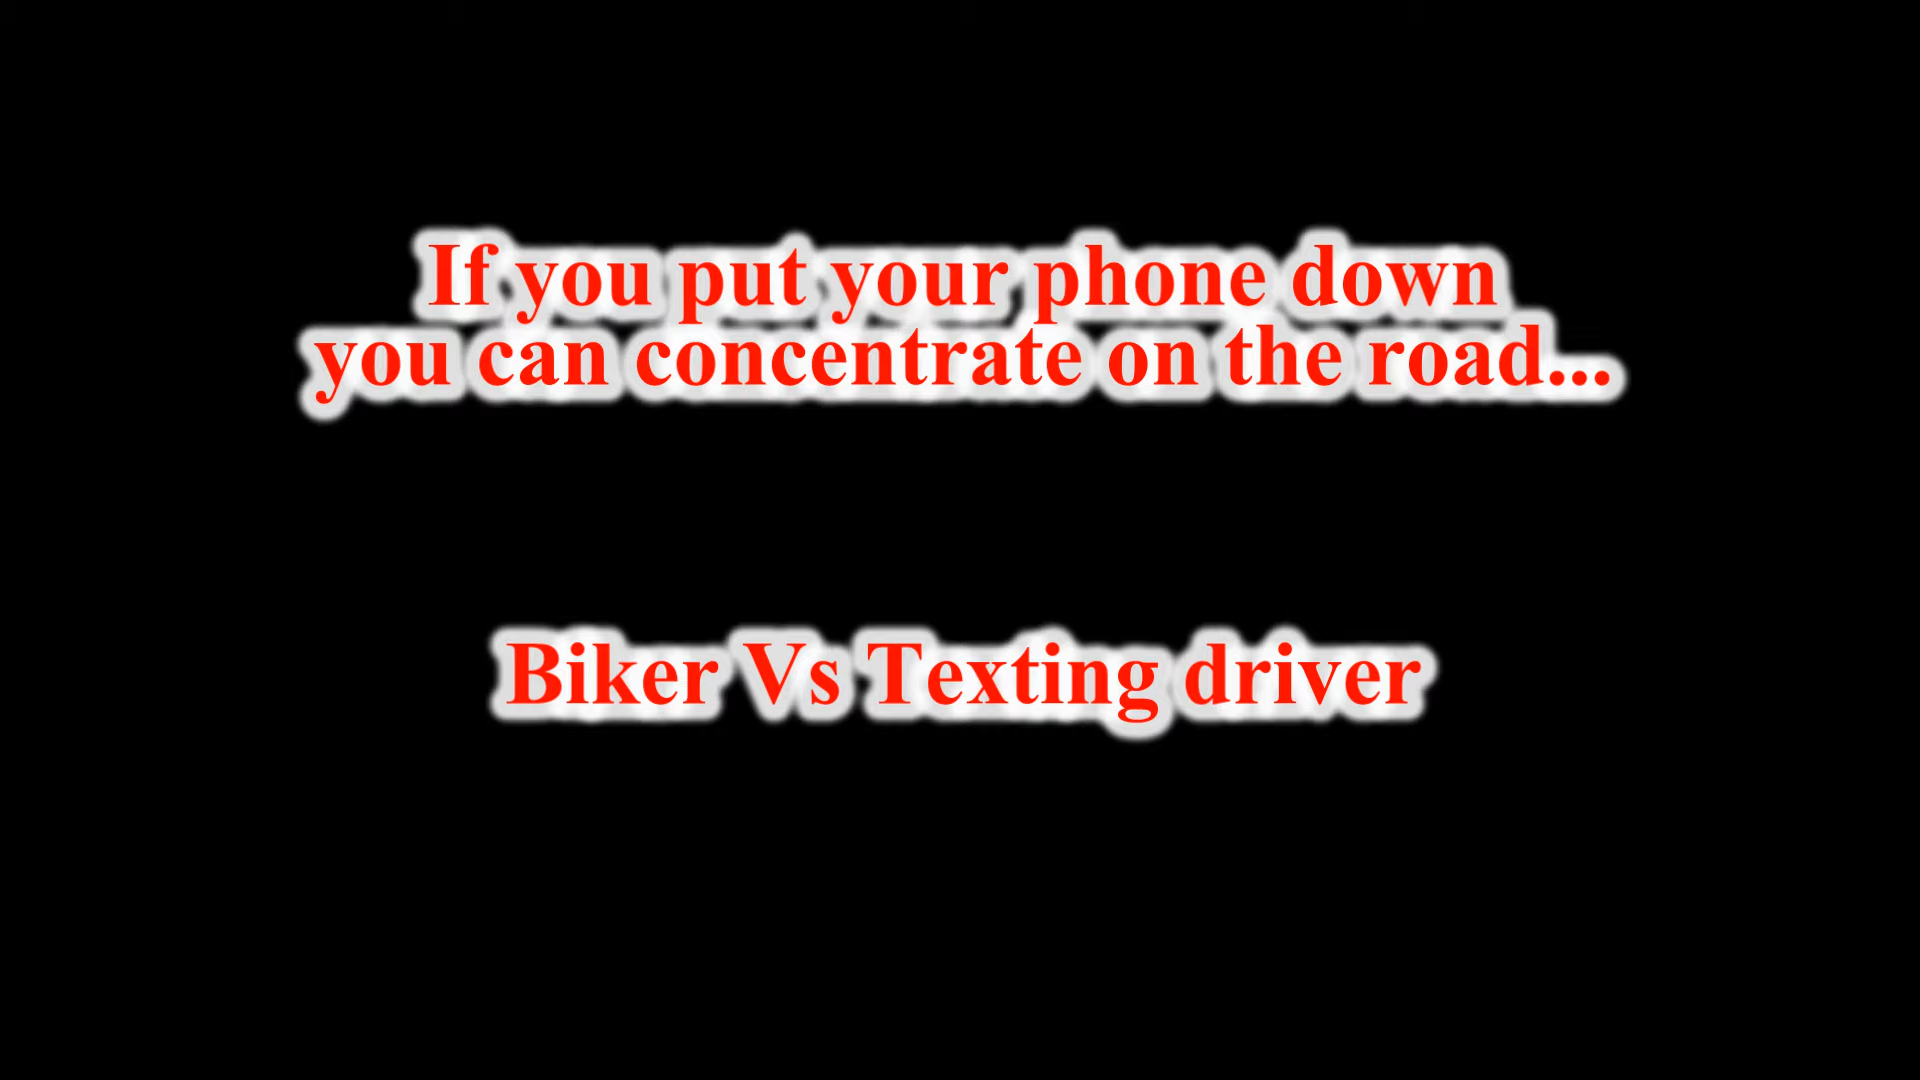 If you put your phone down
you can concentrate on the road...
Biker Vs Texting driver